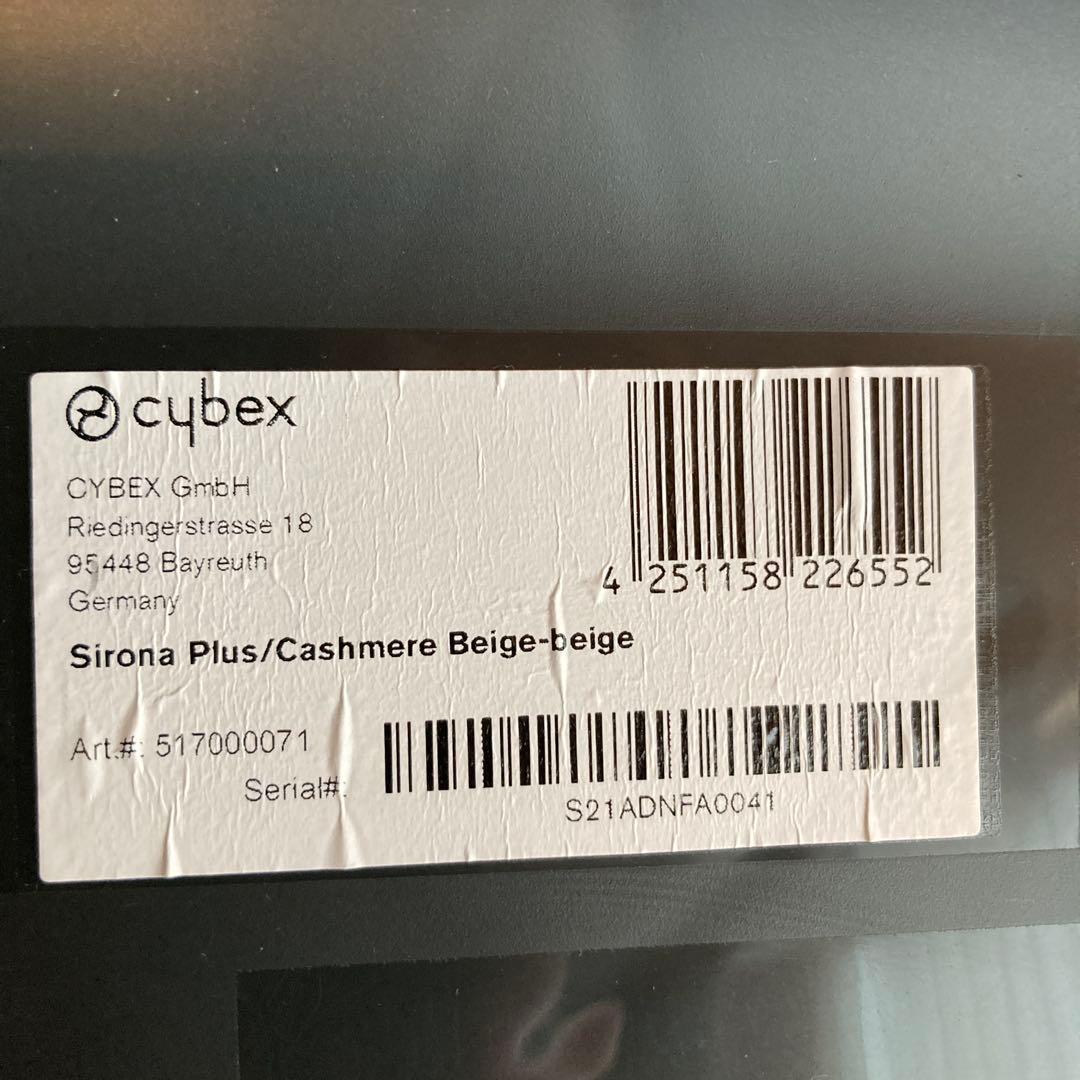 cybex
CYBEX GmbH
Riedingerstrasse 18
95448 Bayreuth
Germany
4 251158 226552
Sirona Plus/Cashmere Beige-beige
Art.#: 517000071
Serial#:
S21ADNFA0041